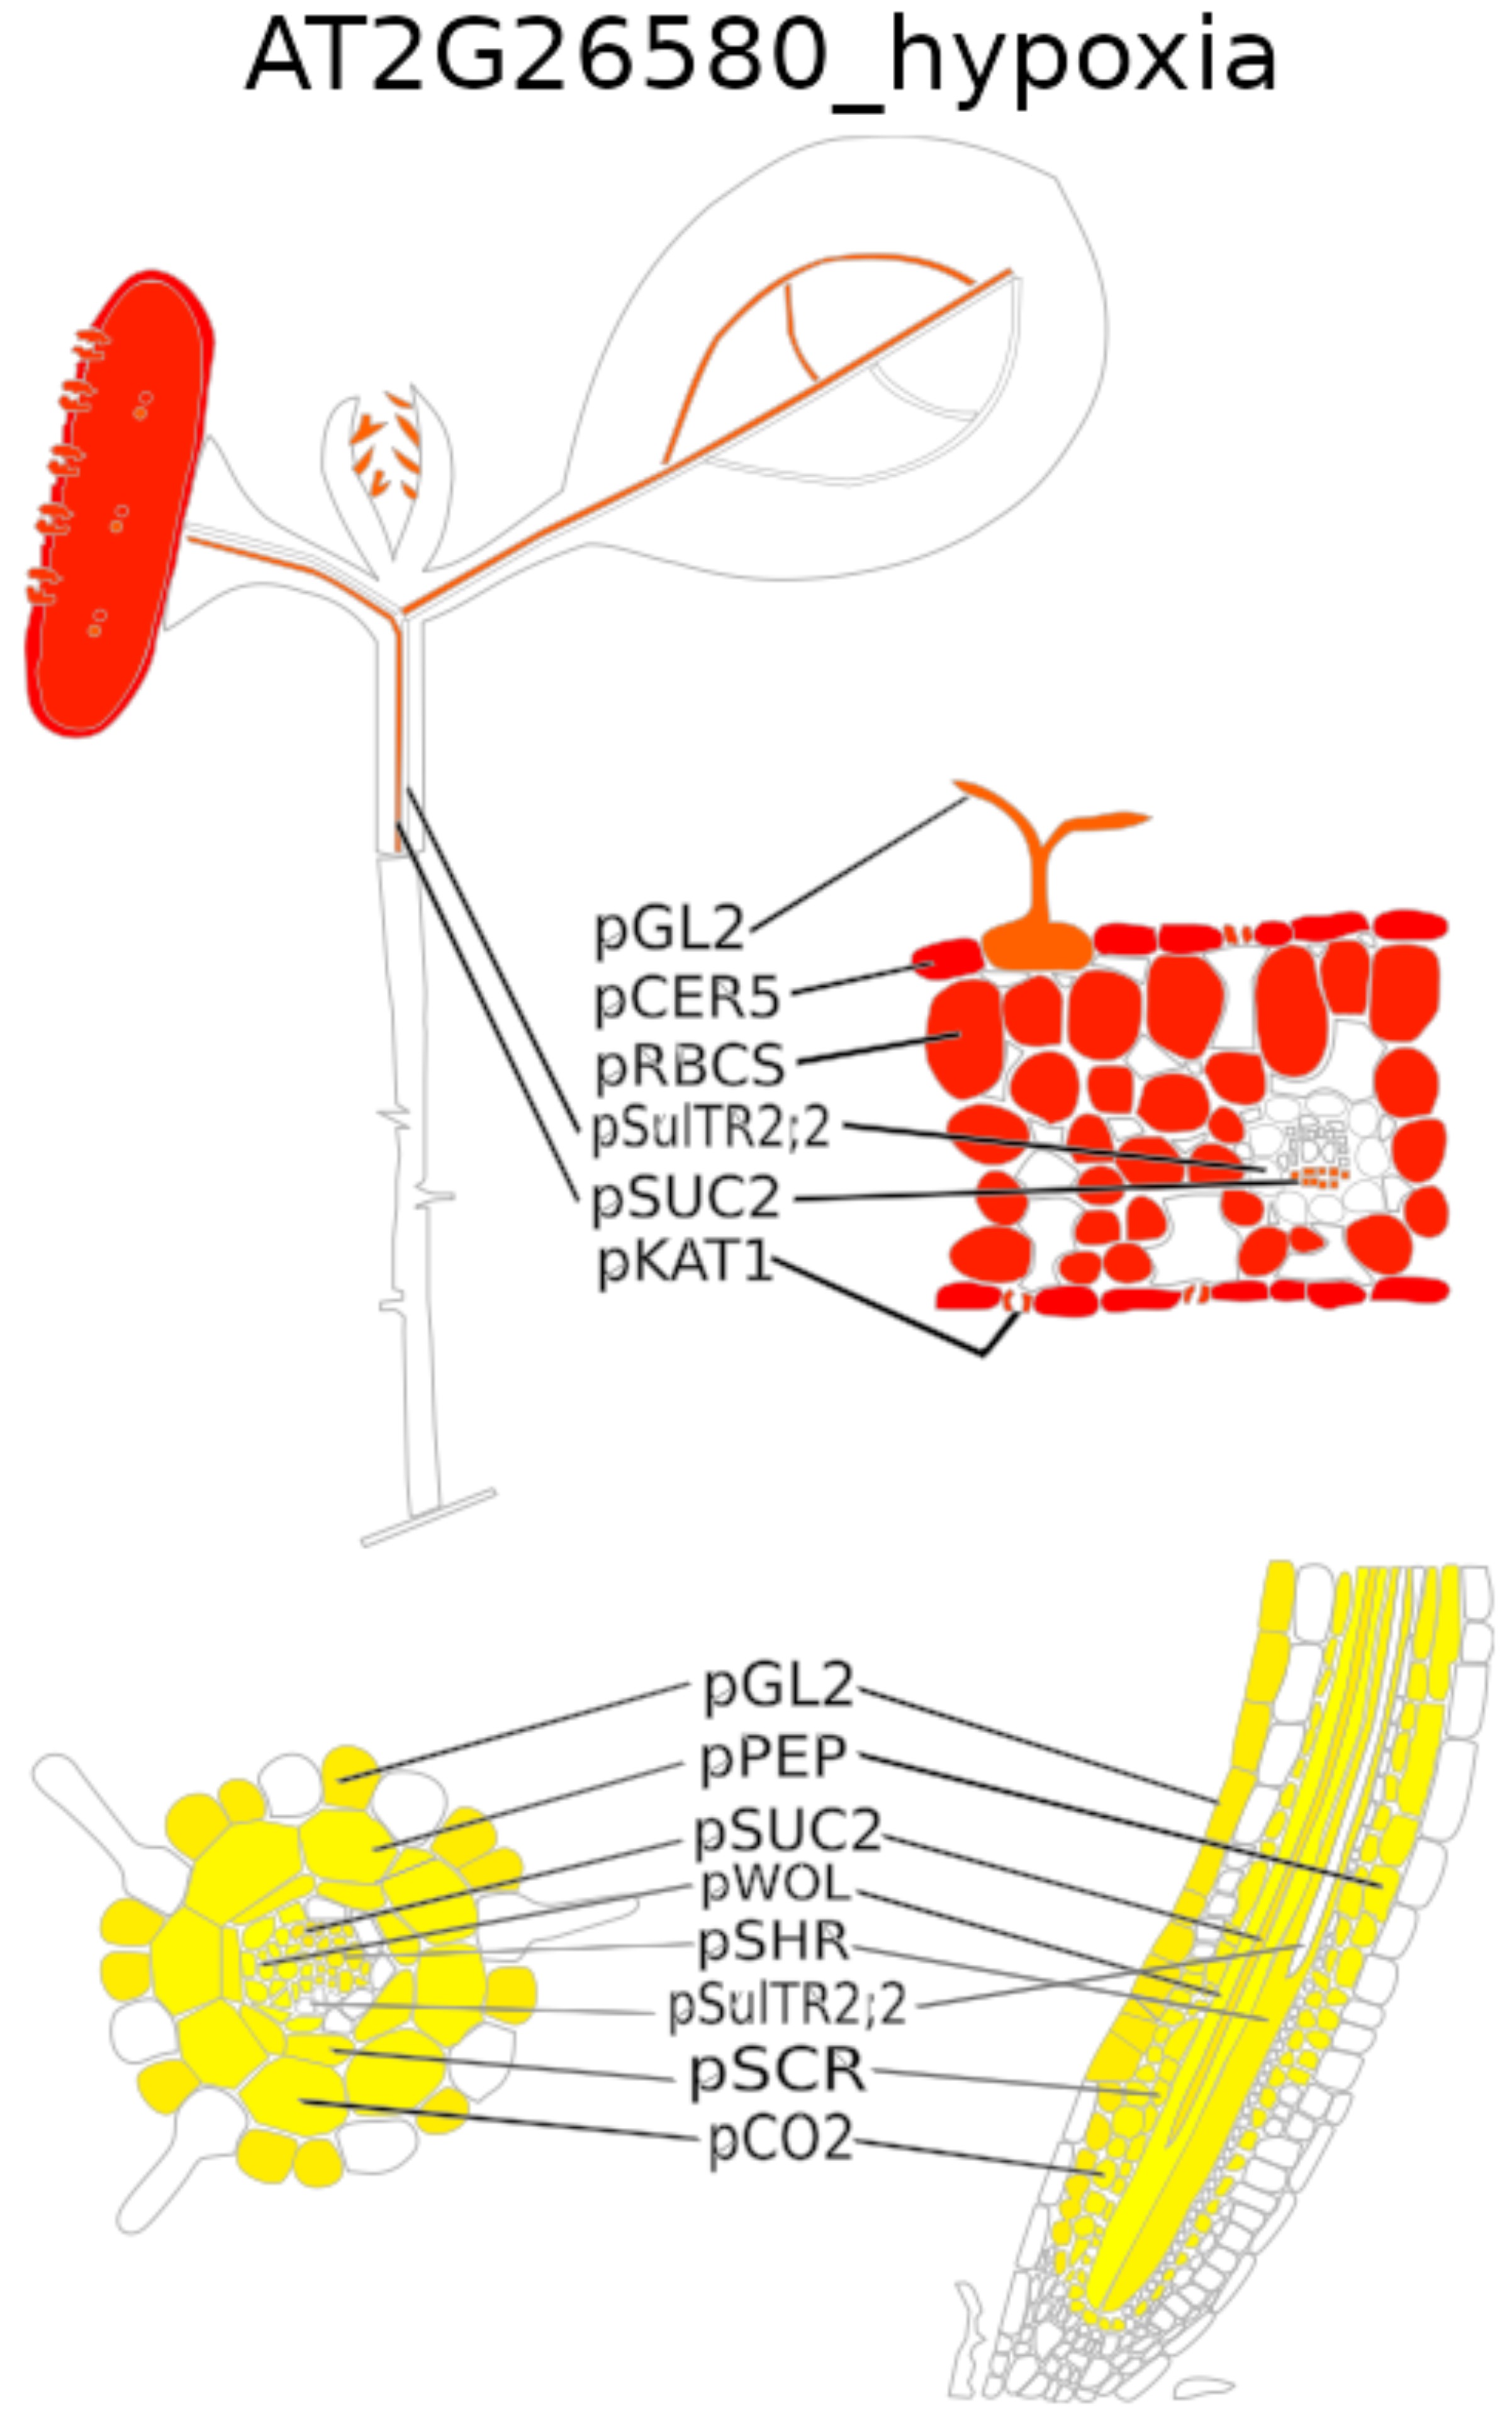 AT2G26580_hypoxia
pGL2
pCER5
pRBCS
pSulTR2;2
pSUC2
pKAT1
pGL2
pPEP
pSUC2
pWOL
pSHR
pSulTR2;2
pSCR
pCO2